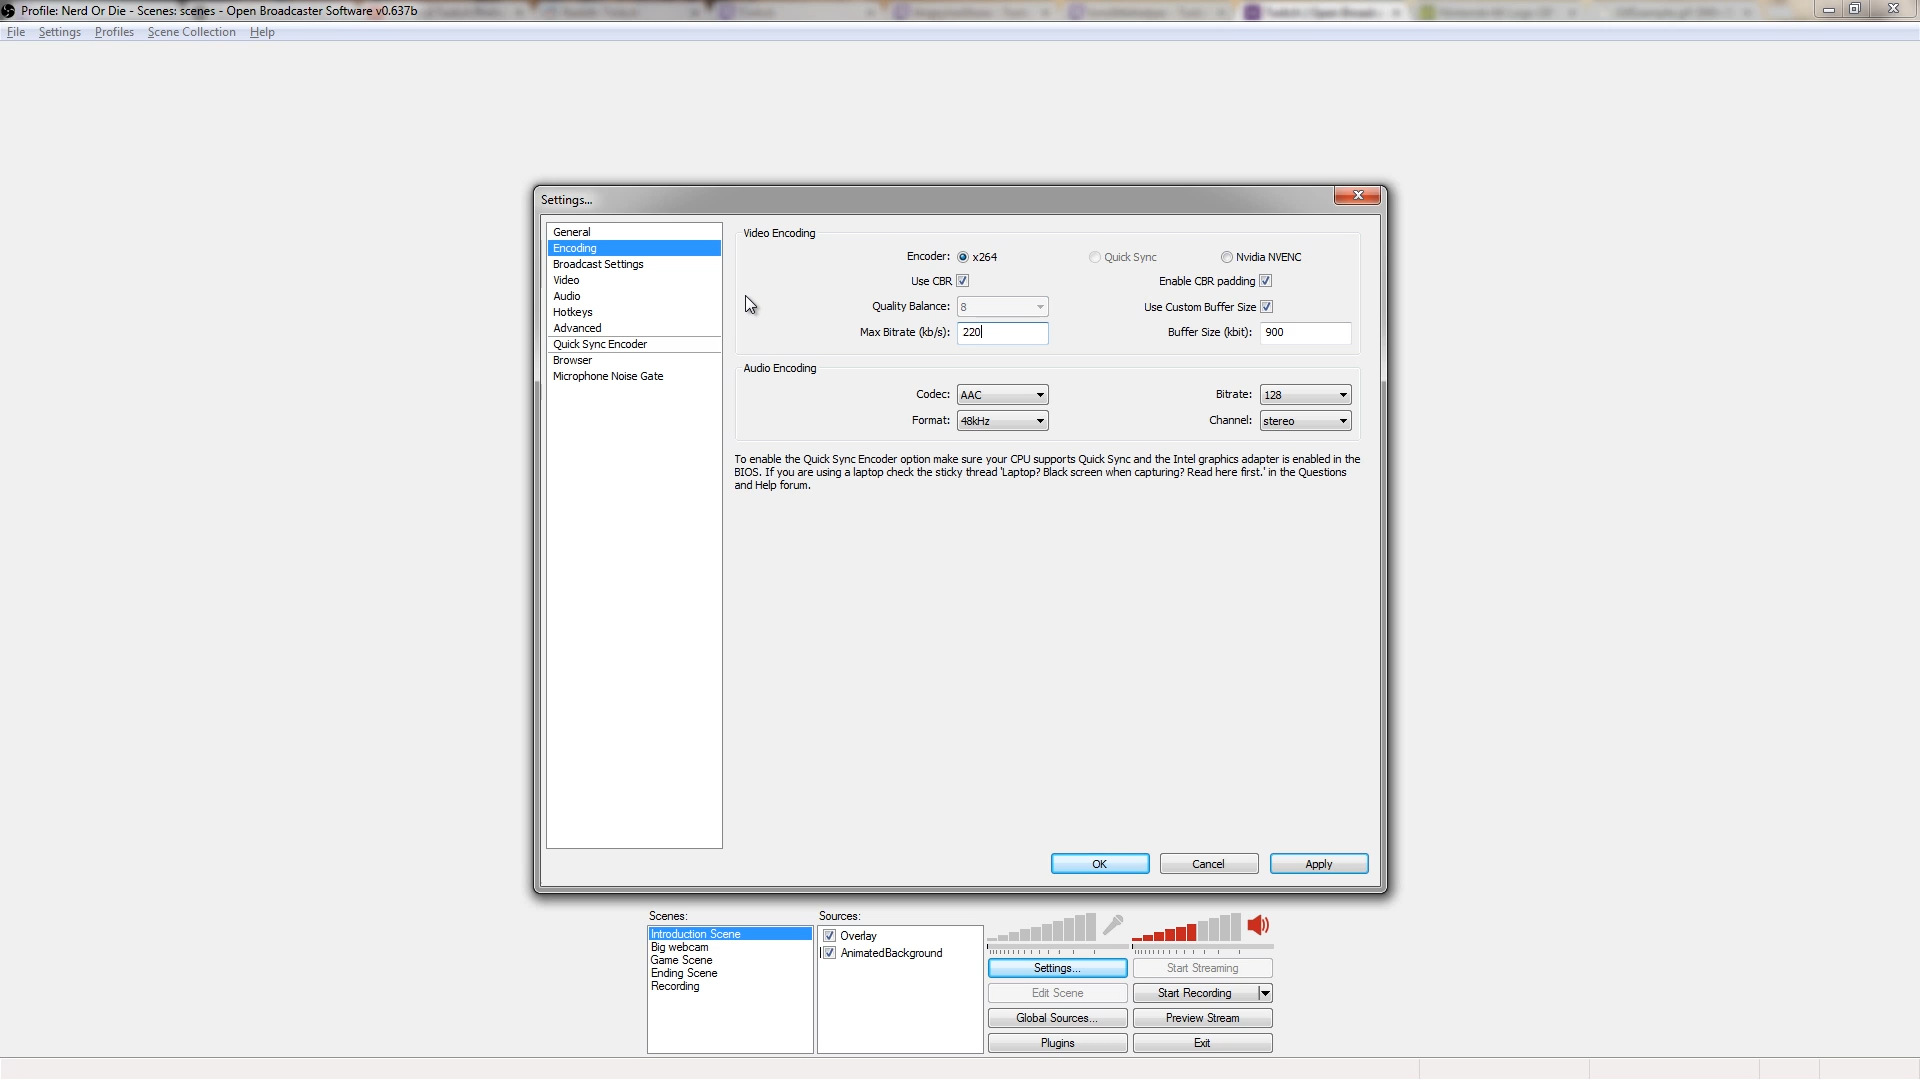 Profile: Nerd Or Die - Scenes: scenes - Open Broadcaster Software v0.637b
File Settings Profiles Scene Collection Help
Settings...
General
Encoding
Broadcast Settings
Video
Audio
Hotkeys
Advanced
Quick Sync Encoder
Browser
Microphone Noise Gate
Video Encoding
Encoder: x264 Quick Sync Nvidia NVENC
Use CBR Enable CBR padding
Quality Balance: 8 Use Custom Buffer Size
Max Bitrate (kb/s): 220 Buffer Size (kbit): 900
Audio Encoding
Codec: AAC Bitrate: 128
Format: 48kHz Channel: stereo
To enable the Quick Sync Encoder option make sure your CPU supports Quick Sync and the Intel graphics adapter is enabled in the
BIOS. If you are using a laptop check the sticky thread 'Laptop? Black screen when capturing? Read here first.' in the Questions
and Help forum.
OK Cancel Apply
Scenes:
Introduction Scene
Big webcam
Game Scene
Ending Scene
Recording
Sources:
Overlay
AnimatedBackground
Settings... Start Streaming
Edit Scene Start Recording
Global Sources... Preview Stream
Plugins Exit